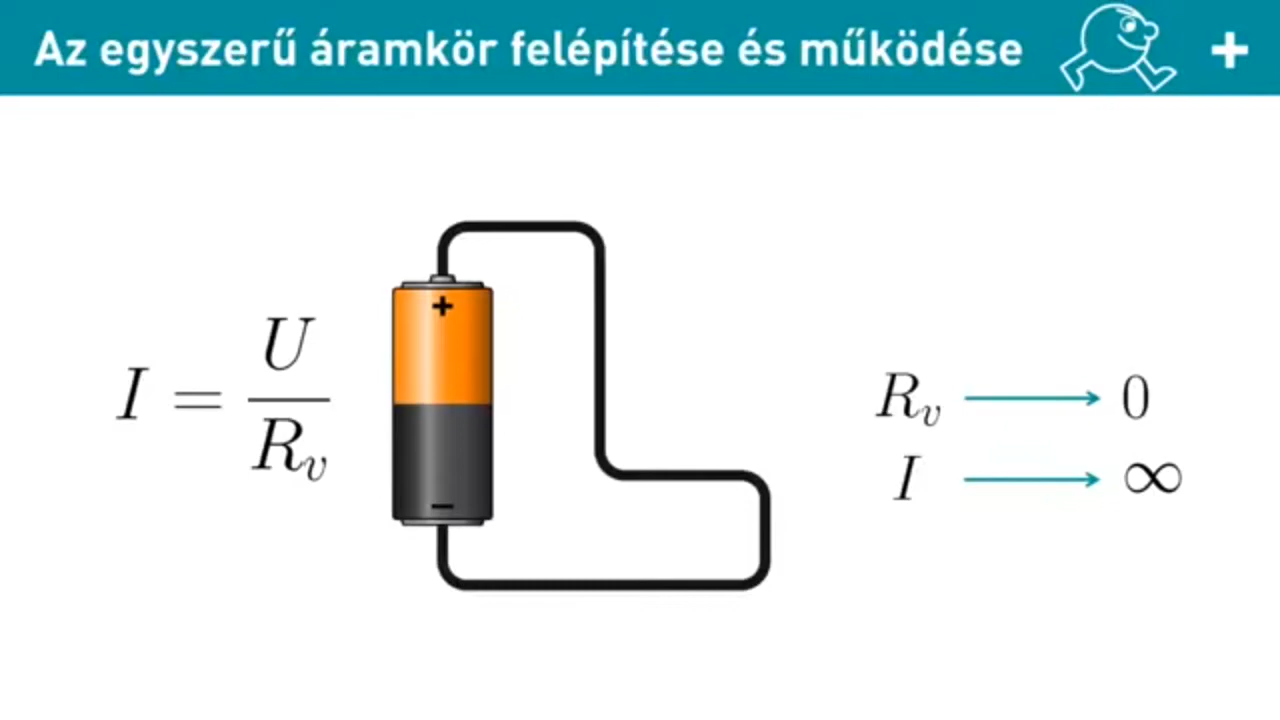 Az egyszerű áramkör felépítése és működése
+
I = U / R_v
+
−
R_v → 0
I → ∞